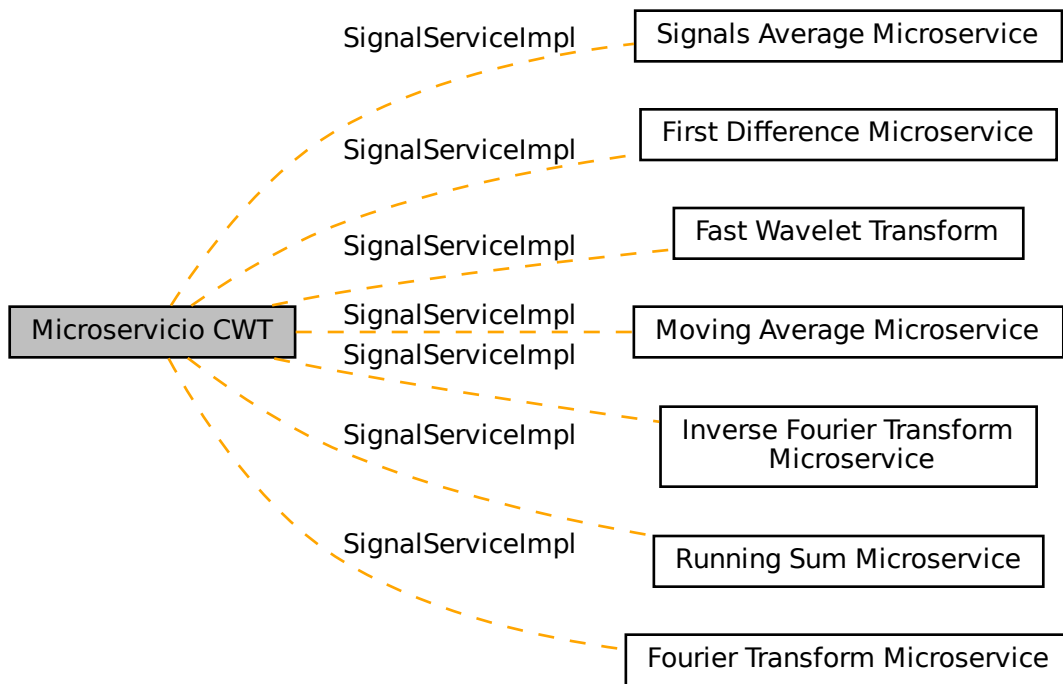 SignalServiceImpl
Signals Average Microservice
SignalServiceImpl
First Difference Microservice
SignalServiceImpl
Fast Wavelet Transform
Microservicio CWT
SignalServiceImpl
Moving Average Microservice
SignalServiceImpl
Inverse Fourier Transform
Microservice
SignalServiceImpl
Running Sum Microservice
SignalServiceImpl
Fourier Transform Microservice